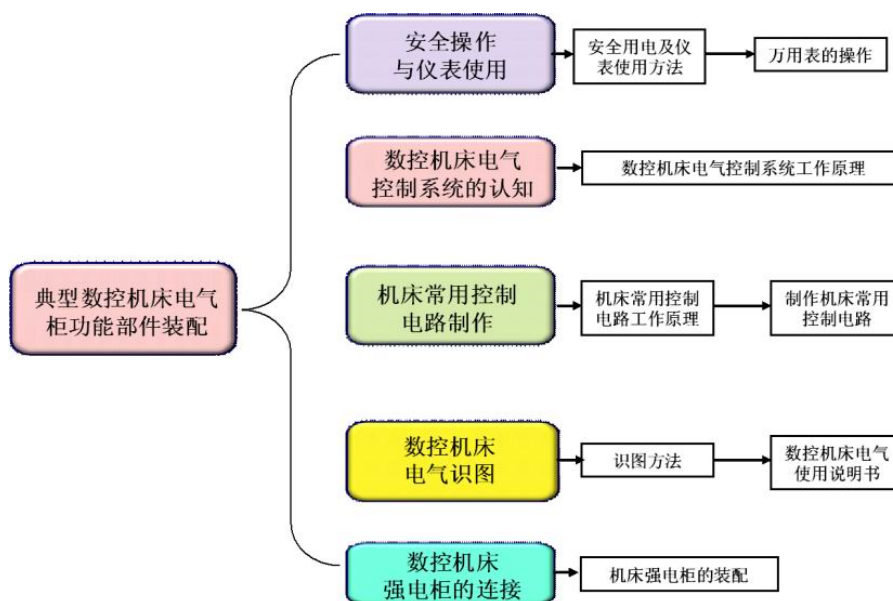 安全操作
与仪表使用
安全用电及仪
表使用方法
万用表的操作
数控机床电气
控制系统的认知
数控机床电气控制系统工作原理
典型数控机床电气
柜功能部件装配
机床常用控制
电路制作
机床常用控制
电路工作原理
制作机床常用
控制电路
数控机床
电气识图
识图方法
数控机床电气
使用说明书
数控机床
强电柜的连接
机床强电柜的装配